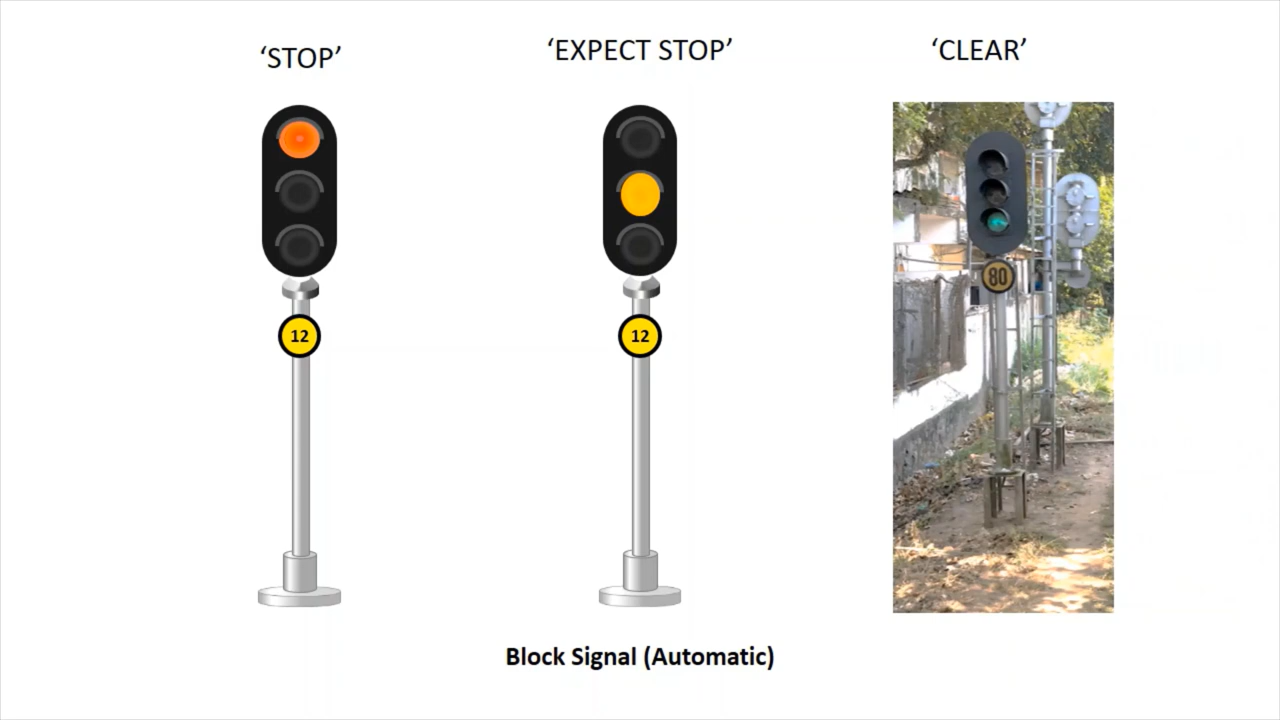 ‘STOP’
‘EXPECT STOP’
‘CLEAR’
12
12
80
Block Signal (Automatic)